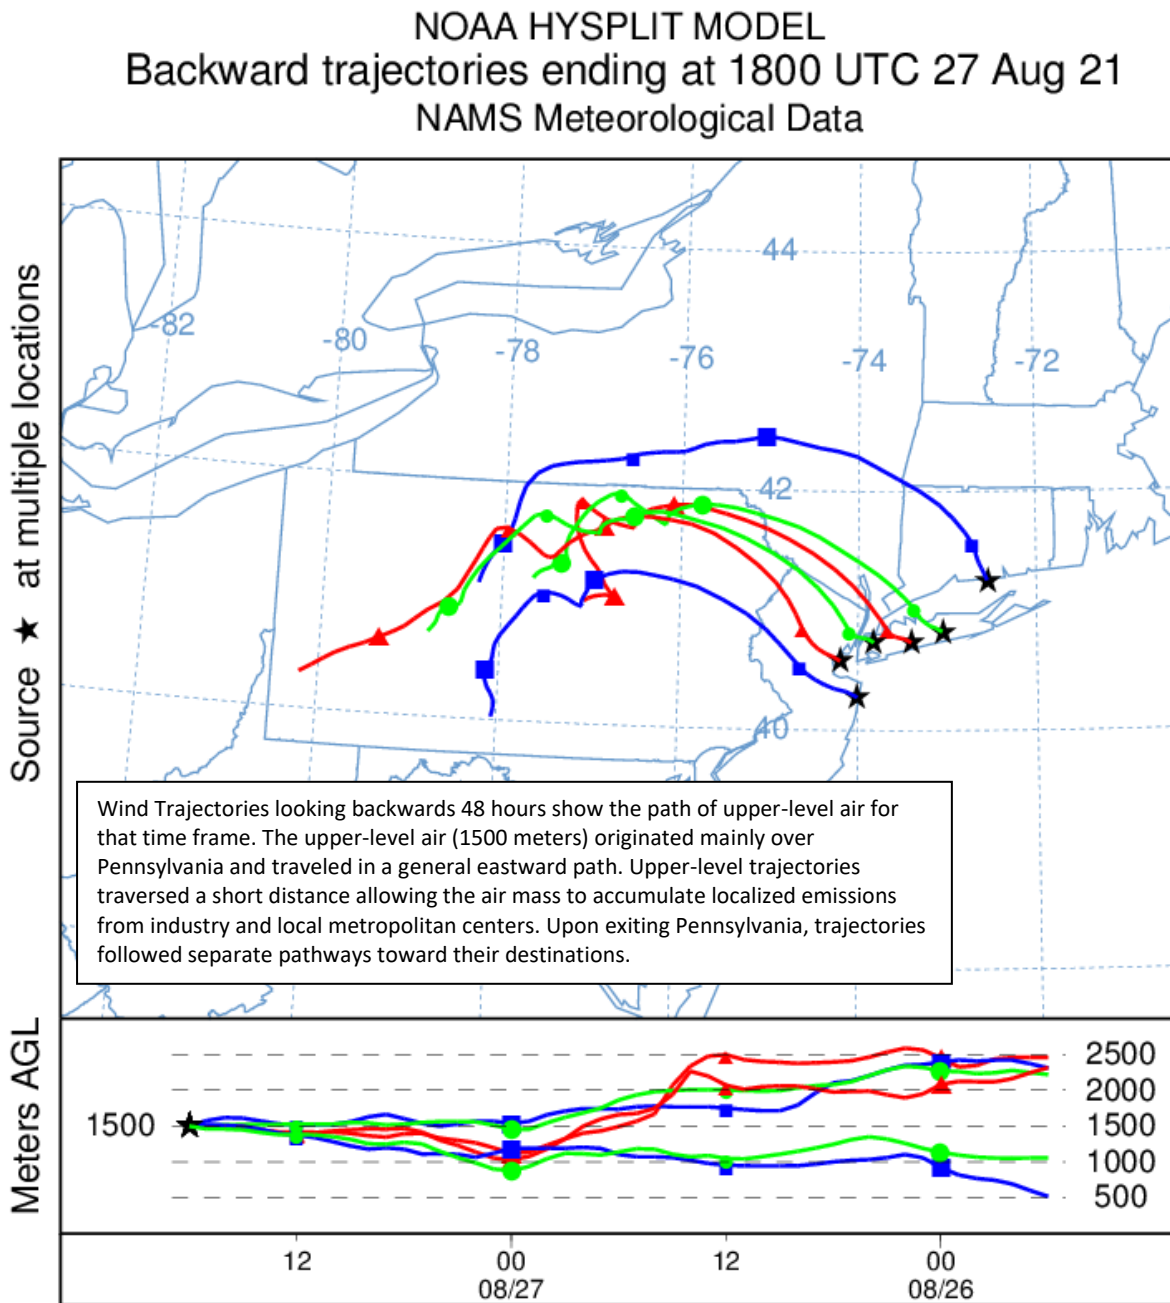 NOAA HYSPLIT MODEL
Backward trajectories ending at 1800 UTC 27 Aug 21
NAMS Meteorological Data
Source ★ at multiple locations
44
-82
-80
-78
-76
-74
-72
42
40
Wind Trajectories looking backwards 48 hours show the path of upper-level air for
that time frame. The upper-level air (1500 meters) originated mainly over
Pennsylvania and traveled in a general eastward path. Upper-level trajectories
traversed a short distance allowing the air mass to accumulate localized emissions
from industry and local metropolitan centers. Upon exiting Pennsylvania, trajectories
followed separate pathways toward their destinations.
Meters AGL
1500
2500
2000
1500
1000
500
12 00 12 00
08/27 08/26